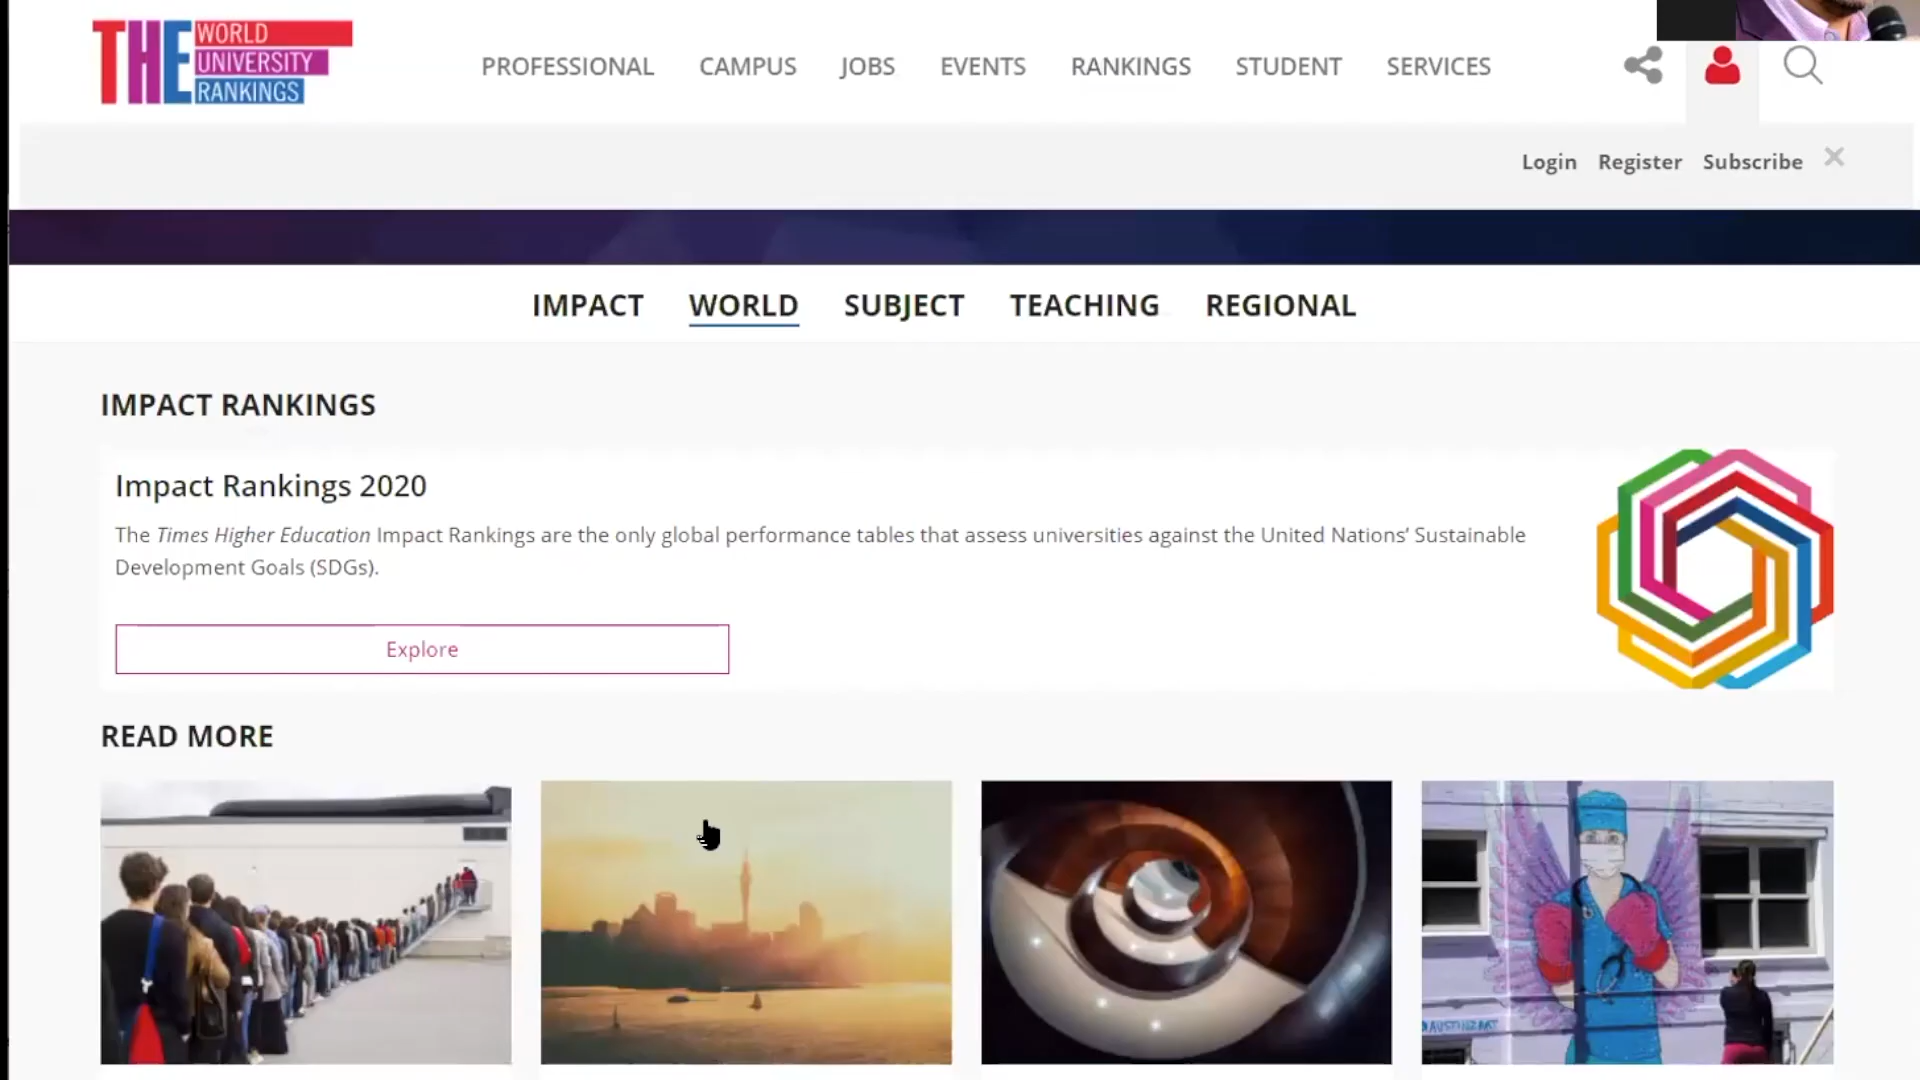 THE WORLD UNIVERSITY RANKINGS
PROFESSIONAL CAMPUS JOBS EVENTS RANKINGS STUDENT SERVICES
Login Register Subscribe
IMPACT WORLD SUBJECT TEACHING REGIONAL
IMPACT RANKINGS
Impact Rankings 2020
The Times Higher Education Impact Rankings are the only global performance tables that assess universities against the United Nations’ Sustainable
Development Goals (SDGs).
Explore
READ MORE